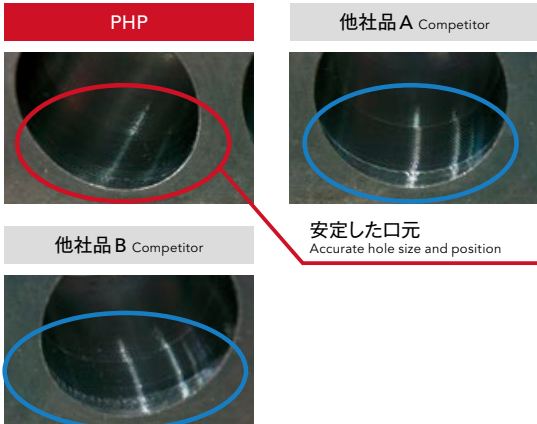 PHP
他社品A Competitor
安定した口元
Accurate hole size and position
他社品B Competitor